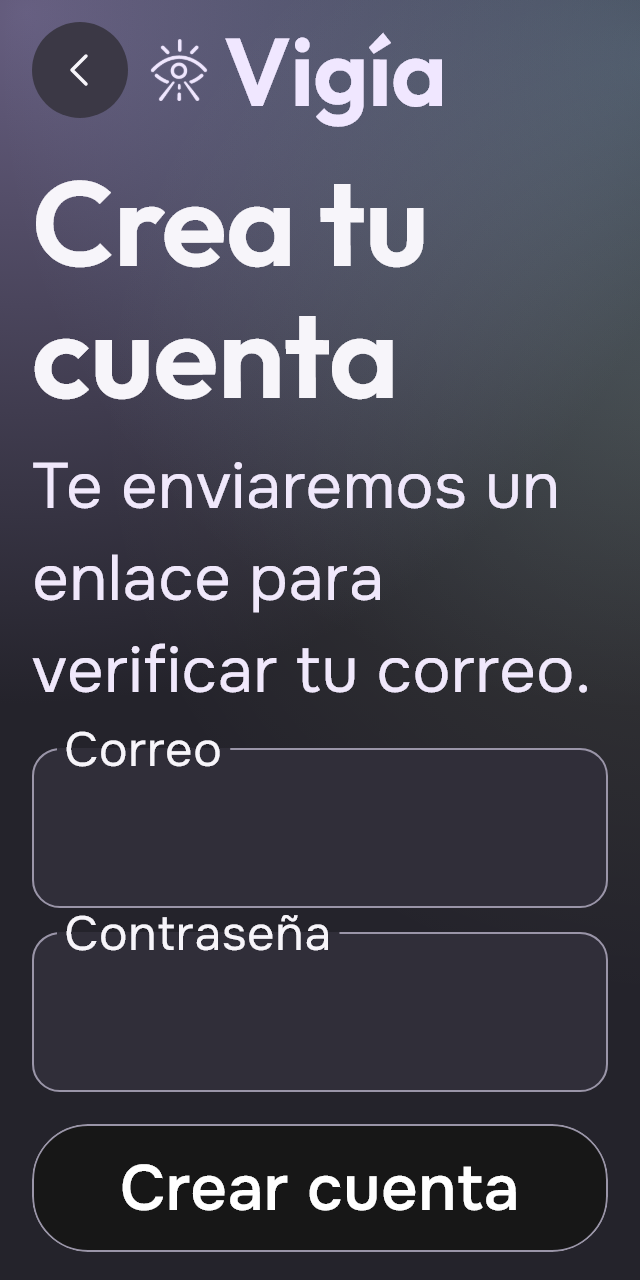 Vigía
Crea tu
cuenta
Te enviaremos un
enlace para
verificar tu correo.
Correo
Contraseña
Crear cuenta